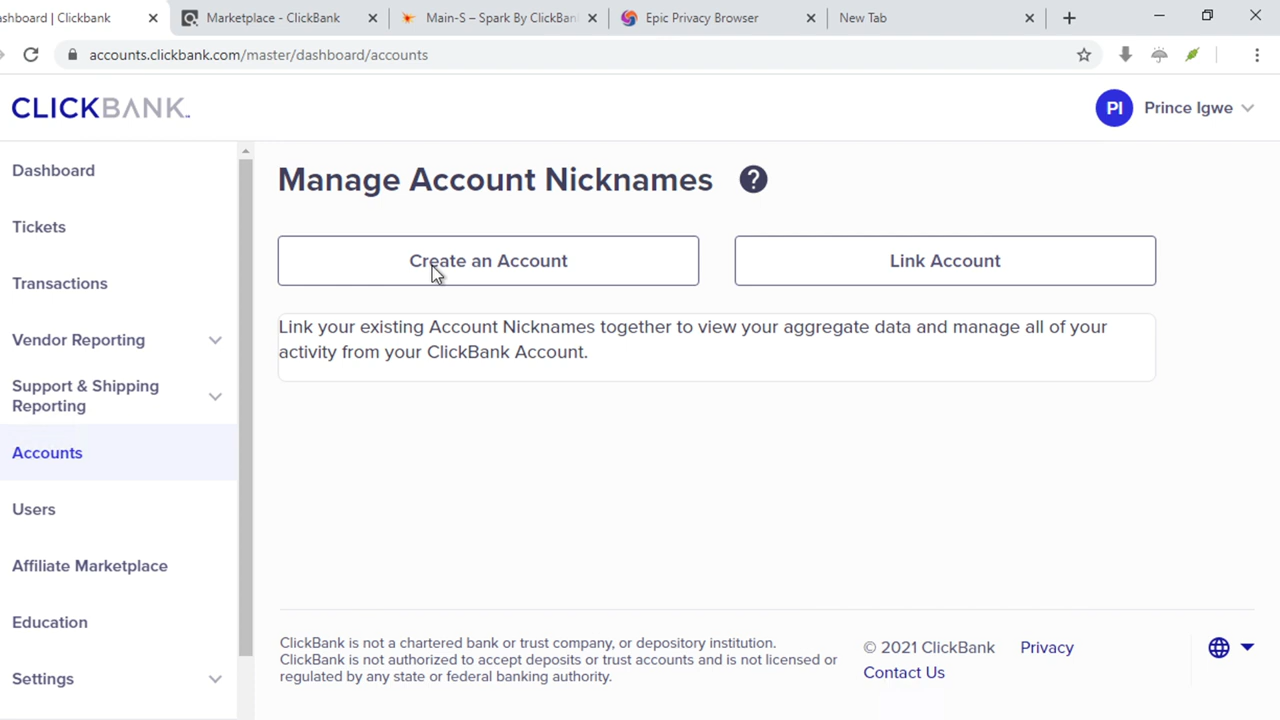 ashboard | Clickbank
Marketplace - ClickBank
Main-S – Spark By ClickBan
Epic Privacy Browser
New Tab
accounts.clickbank.com/master/dashboard/accounts
CLICKBANK
PI
Prince Igwe
Dashboard
Tickets
Transactions
Vendor Reporting
Support & Shipping
Reporting
Accounts
Users
Affiliate Marketplace
Education
Settings
Manage Account Nicknames
?
Create an Account
Link Account
Link your existing Account Nicknames together to view your aggregate data and manage all of your
activity from your ClickBank Account.
ClickBank is not a chartered bank or trust company, or depository institution.
ClickBank is not authorized to accept deposits or trust accounts and is not licensed or
regulated by any state or federal banking authority.
© 2021 ClickBank
Privacy
Contact Us